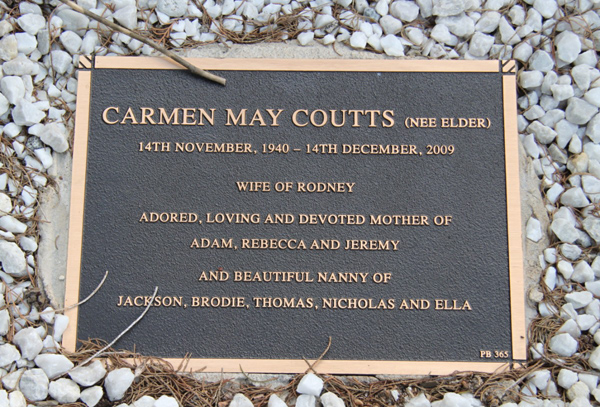 CARMEN MAY COUTTS (NEE ELDER)
14TH NOVEMBER, 1940 – 14TH DECEMBER, 2009
WIFE OF RODNEY
ADORED, LOVING AND DEVOTED MOTHER OF
ADAM, REBECCA AND JEREMY
AND BEAUTIFUL NANNY OF
JACKSON, BRODIE, THOMAS, NICHOLAS AND ELLA
PB 365